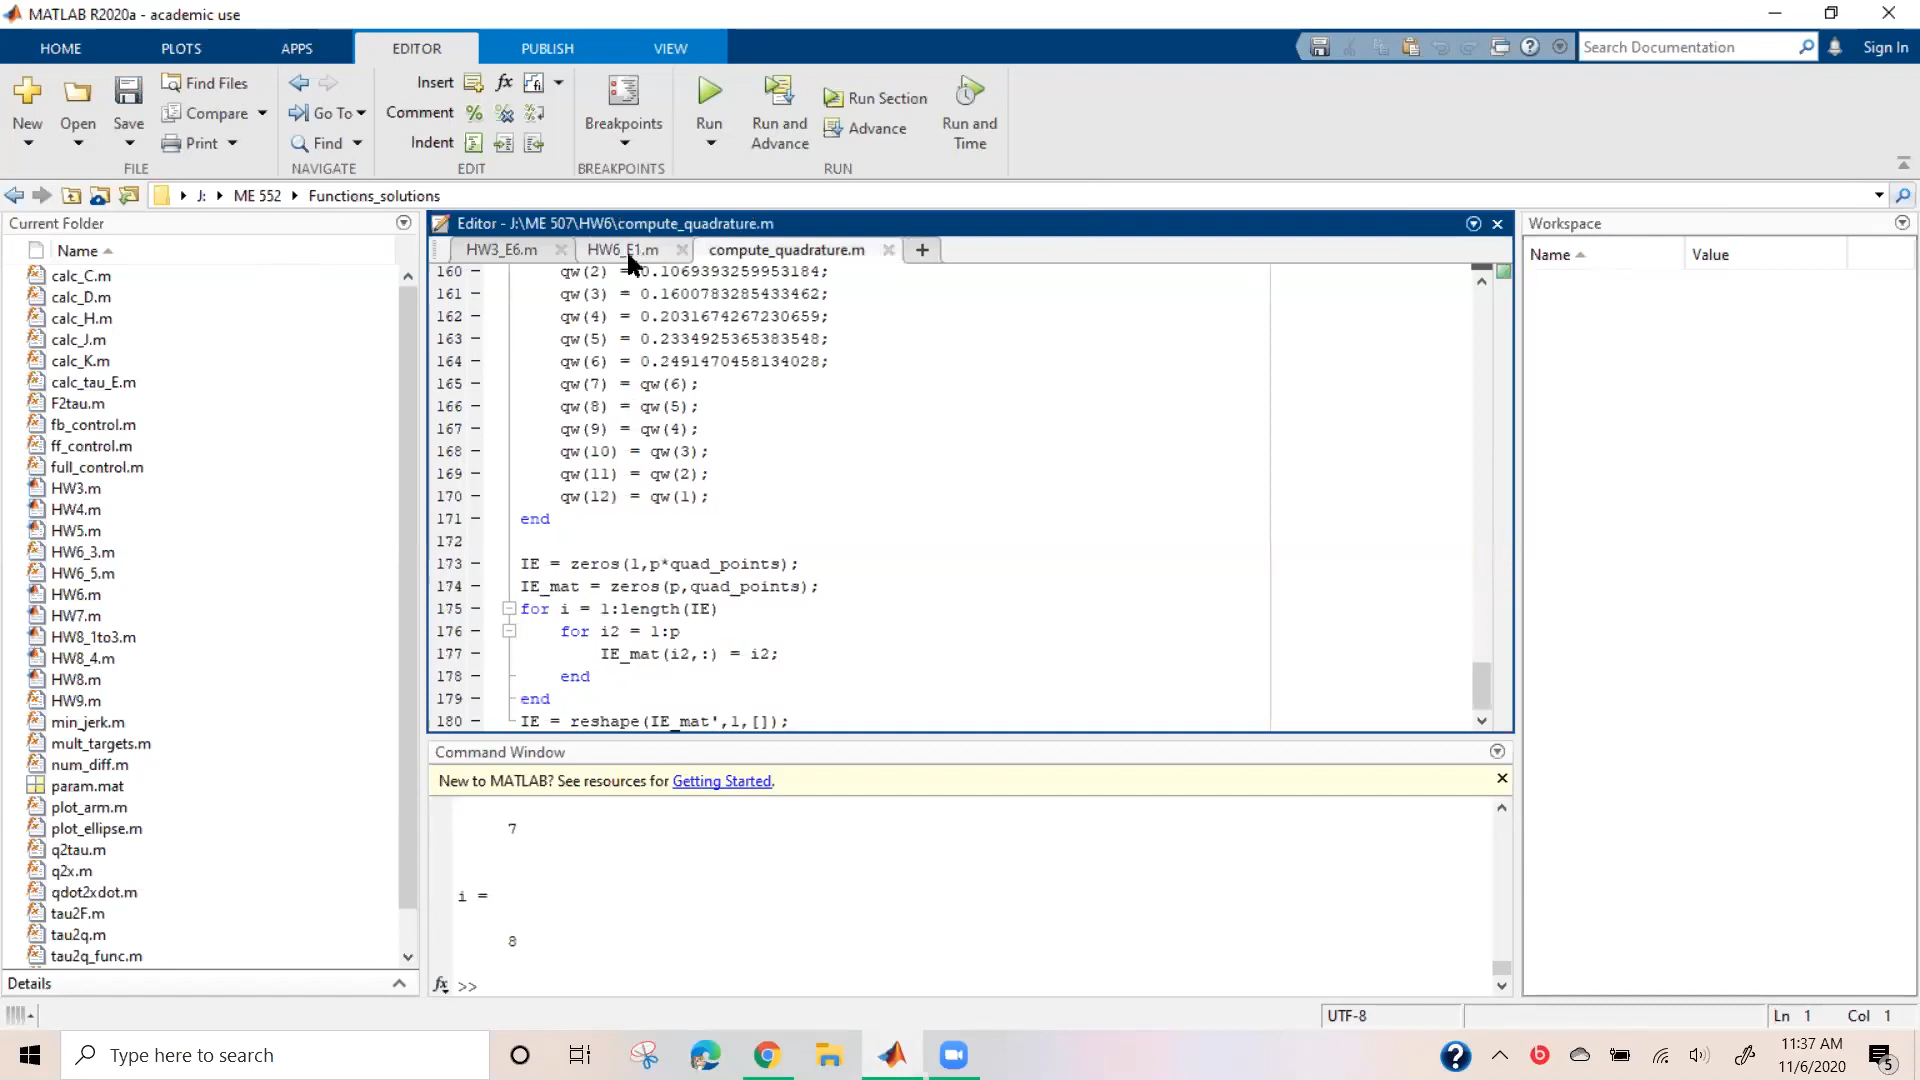 MATLAB R2020a - academic use
HOME PLOTS APPS EDITOR PUBLISH VIEW
Search Documentation Sign In
New Open Save Find Files Compare Print
FILE
Go To Find
NAVIGATE
Insert fx
Comment % %
Indent
EDIT
Breakpoints
BREAKPOINTS
Run Run and Advance Run Section Advance Run and Time
RUN
J: ME 552 Functions_solutions
Current Folder
Name
calc_C.m
calc_D.m
calc_H.m
calc_J.m
calc_K.m
calc_tau_E.m
F2tau.m
fb_control.m
ff_control.m
full_control.m
HW3.m
HW4.m
HW5.m
HW6_3.m
HW6_5.m
HW6.m
HW7.m
HW8_1to3.m
HW8_4.m
HW8.m
HW9.m
min_jerk.m
mult_targets.m
num_diff.m
param.mat
plot_arm.m
plot_ellipse.m
q2tau.m
q2x.m
qdot2xdot.m
tau2F.m
tau2q.m
tau2q_func.m
Details
Editor - J:\ME 507\HW6\compute_quadrature.m
HW3_E6.m HW6_E1.m compute_quadrature.m
160 - qw(2) = 0.1069393259953184;
161 - qw(3) = 0.1600783285433462;
162 - qw(4) = 0.2031674267230659;
163 - qw(5) = 0.2334925365383548;
164 - qw(6) = 0.2491470458134028;
165 - qw(7) = qw(6);
166 - qw(8) = qw(5);
167 - qw(9) = qw(4);
168 - qw(10) = qw(3);
169 - qw(11) = qw(2);
170 - qw(12) = qw(1);
171 - end
172
173 - IE = zeros(1,p*quad_points);
174 - IE_mat = zeros(p,quad_points);
175 - for i = 1:length(IE)
176 - for i2 = 1:p
177 - IE_mat(i2,:) = i2;
178 - end
179 - end
180 - IE = reshape(IE_mat',1,[]);
Command Window
New to MATLAB? See resources for Getting Started.
7
i =
8
fx >>
Workspace
Name Value
UTF-8 Ln 1 Col 1
Type here to search
11:37 AM
11/6/2020
5